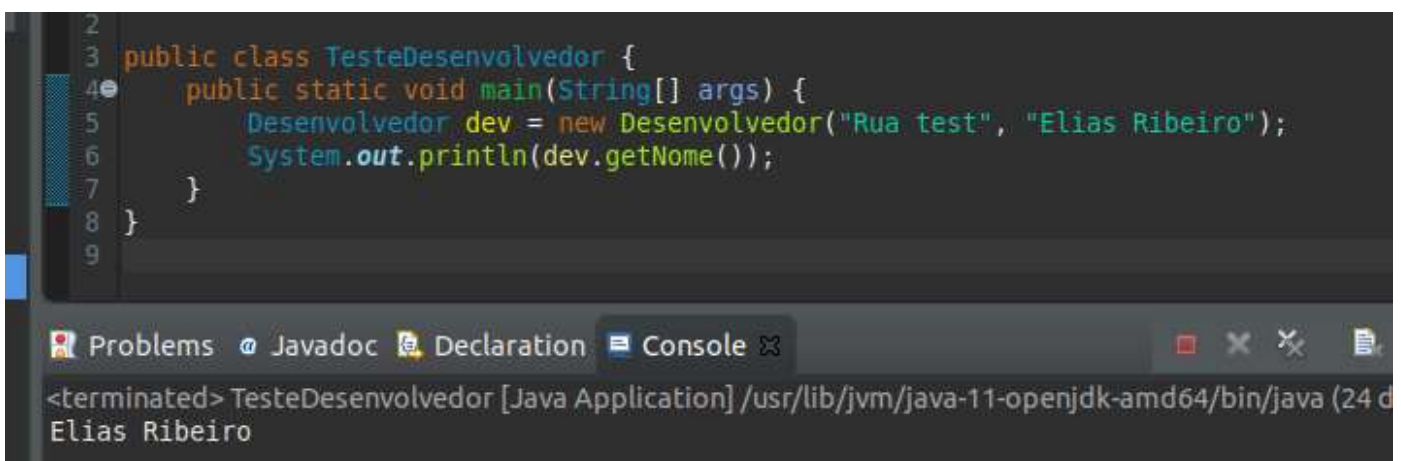 2
3 public class TesteDesenvolvedor {
4 public static void main(String[] args) {
5 Desenvolvedor dev = new Desenvolvedor("Rua test", "Elias Ribeiro");
6 System.out.println(dev.getNome());
7 }
8 }
9
Problems @ Javadoc Declaration Console
<terminated> TesteDesenvolvedor [Java Application] /usr/lib/jvm/java-11-openjdk-amd64/bin/java (24 d
Elias Ribeiro